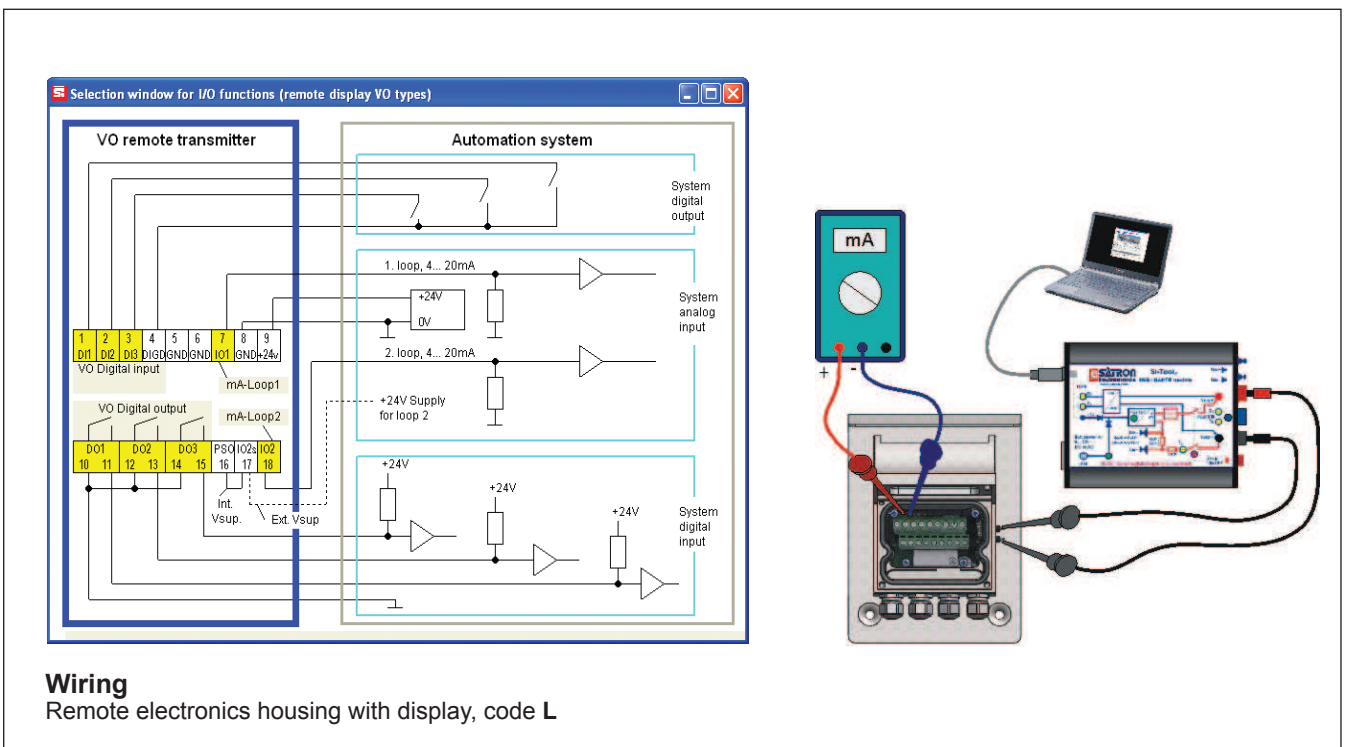 Selection window for I/O functions (remote display VO types)
VO remote transmitter
Automation system
System
digital
output
1. loop, 4... 20mA
+24V
0V
System
analog
input
1 2 3 4 5 6 7 8 9
DI1 DI2 DI3 DIGD GND GND IO1 GND +24v
VO Digital input
mA-Loop1
2. loop, 4... 20mA
VO Digital output
mA-Loop2
+24V Supply
for loop 2
DO1 DO2 DO3 PSO IO2s IO2
10 11 12 13 14 15 16 17 18
Int.
Vsup.
Ext. Vsup
+24V
+24V
+24V
System
digital
input
mA
+ -
SATRON
Si-Tool
Wiring
Remote electronics housing with display, code L